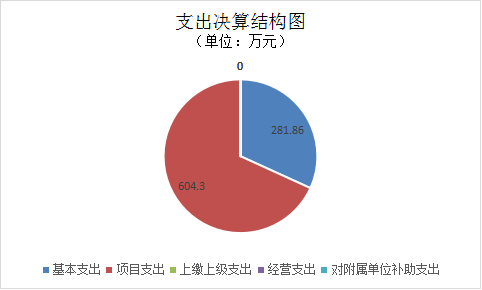 支出决算结构图
（单位：万元）
0
281.86
604.3
基本支出 项目支出 上缴上级支出 经营支出 对附属单位补助支出